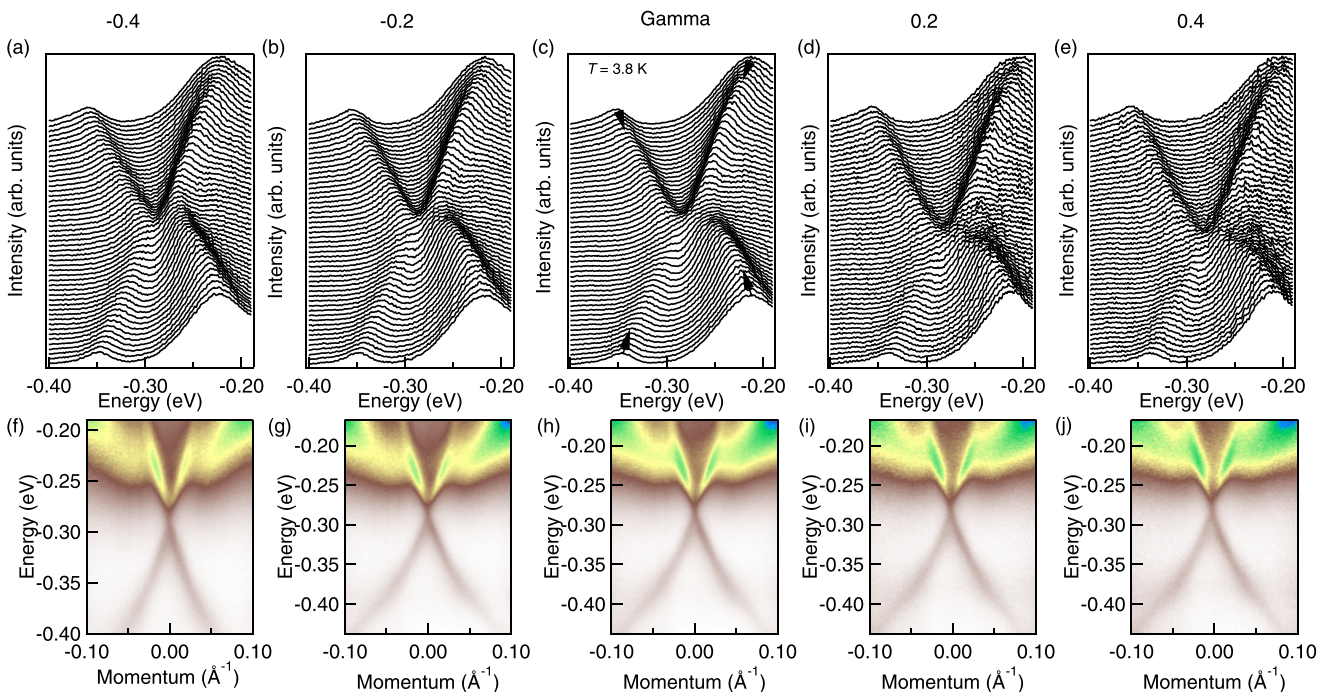 -0.4 -0.2 Gamma 0.2 0.4
(a) (b) (c) (d) (e)
T = 3.8 K
Intensity (arb. units) Intensity (arb. units) Intensity (arb. units) Intensity (arb. units) Intensity (arb. units)
-0.40 -0.30 -0.20 -0.40 -0.30 -0.20 -0.40 -0.30 -0.20 -0.40 -0.30 -0.20 -0.40 -0.30 -0.20
Energy (eV) Energy (eV) Energy (eV) Energy (eV) Energy (eV)
(f) (g) (h) (i) (j)
Energy (eV) Energy (eV) Energy (eV) Energy (eV) Energy (eV)
-0.20 -0.20 -0.20 -0.20 -0.20
-0.25 -0.25 -0.25 -0.25 -0.25
-0.30 -0.30 -0.30 -0.30 -0.30
-0.35 -0.35 -0.35 -0.35 -0.35
-0.40 -0.40 -0.40 -0.40 -0.40
-0.10 0.00 0.10 -0.10 0.00 0.10 -0.10 0.00 0.10 -0.10 0.00 0.10 -0.10 0.00 0.10
Momentum (Å-1) Momentum (Å-1) Momentum (Å-1) Momentum (Å-1) Momentum (Å-1)